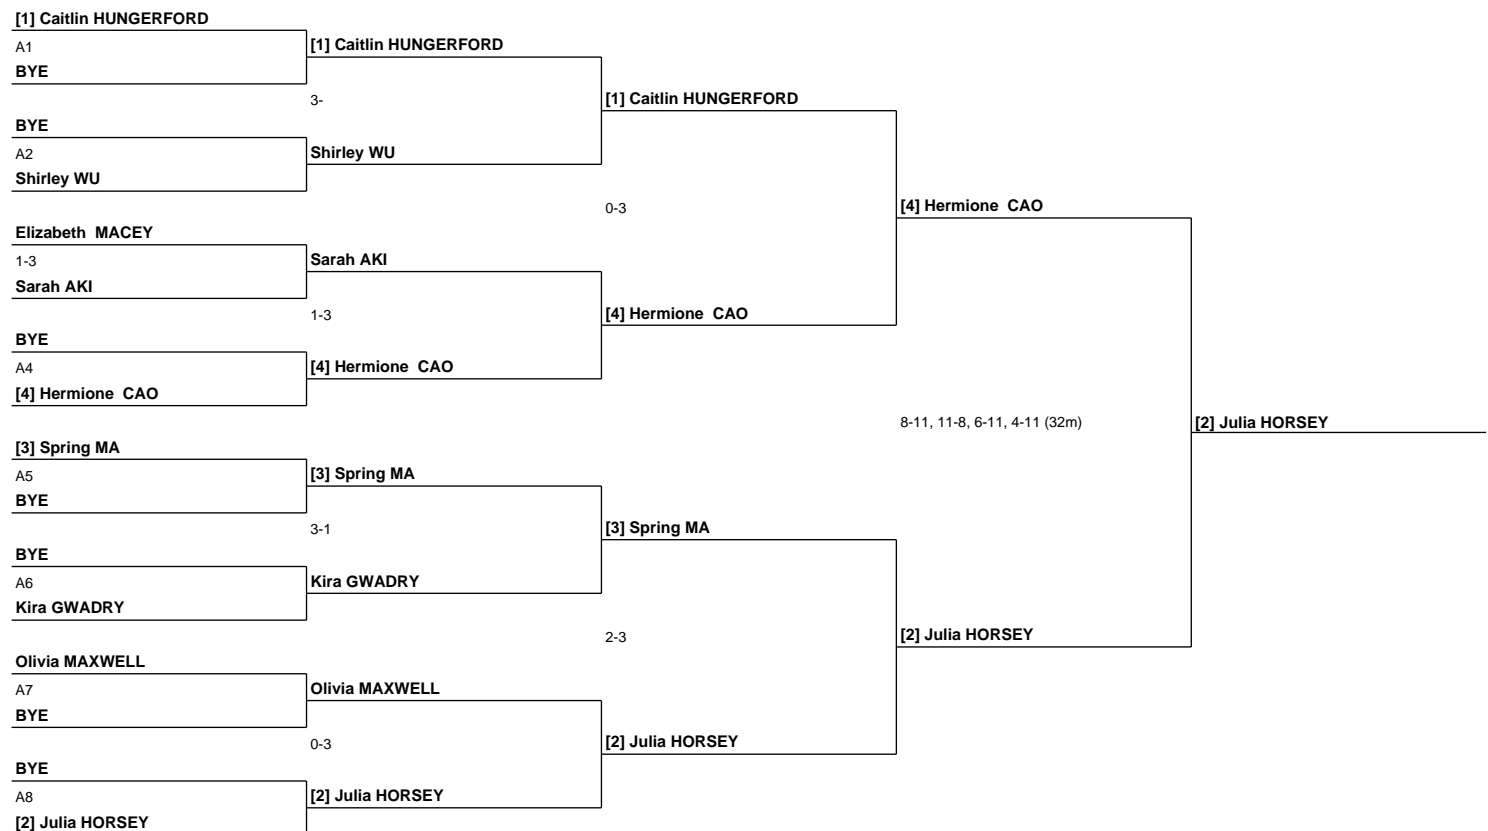 [1] Caitlin HUNGERFORD
A1
[1] Caitlin HUNGERFORD
BYE
3-
[1] Caitlin HUNGERFORD
BYE
A2
Shirley WU
Shirley WU
0-3
[4] Hermione CAO
Elizabeth MACEY
1-3
Sarah AKI
Sarah AKI
1-3
[4] Hermione CAO
BYE
A4
[4] Hermione CAO
[4] Hermione CAO
8-11, 11-8, 6-11, 4-11 (32m)
[2] Julia HORSEY
[3] Spring MA
A5
[3] Spring MA
BYE
3-1
[3] Spring MA
BYE
A6
Kira GWADRY
Kira GWADRY
2-3
[2] Julia HORSEY
Olivia MAXWELL
A7
Olivia MAXWELL
BYE
0-3
[2] Julia HORSEY
BYE
A8
[2] Julia HORSEY
[2] Julia HORSEY